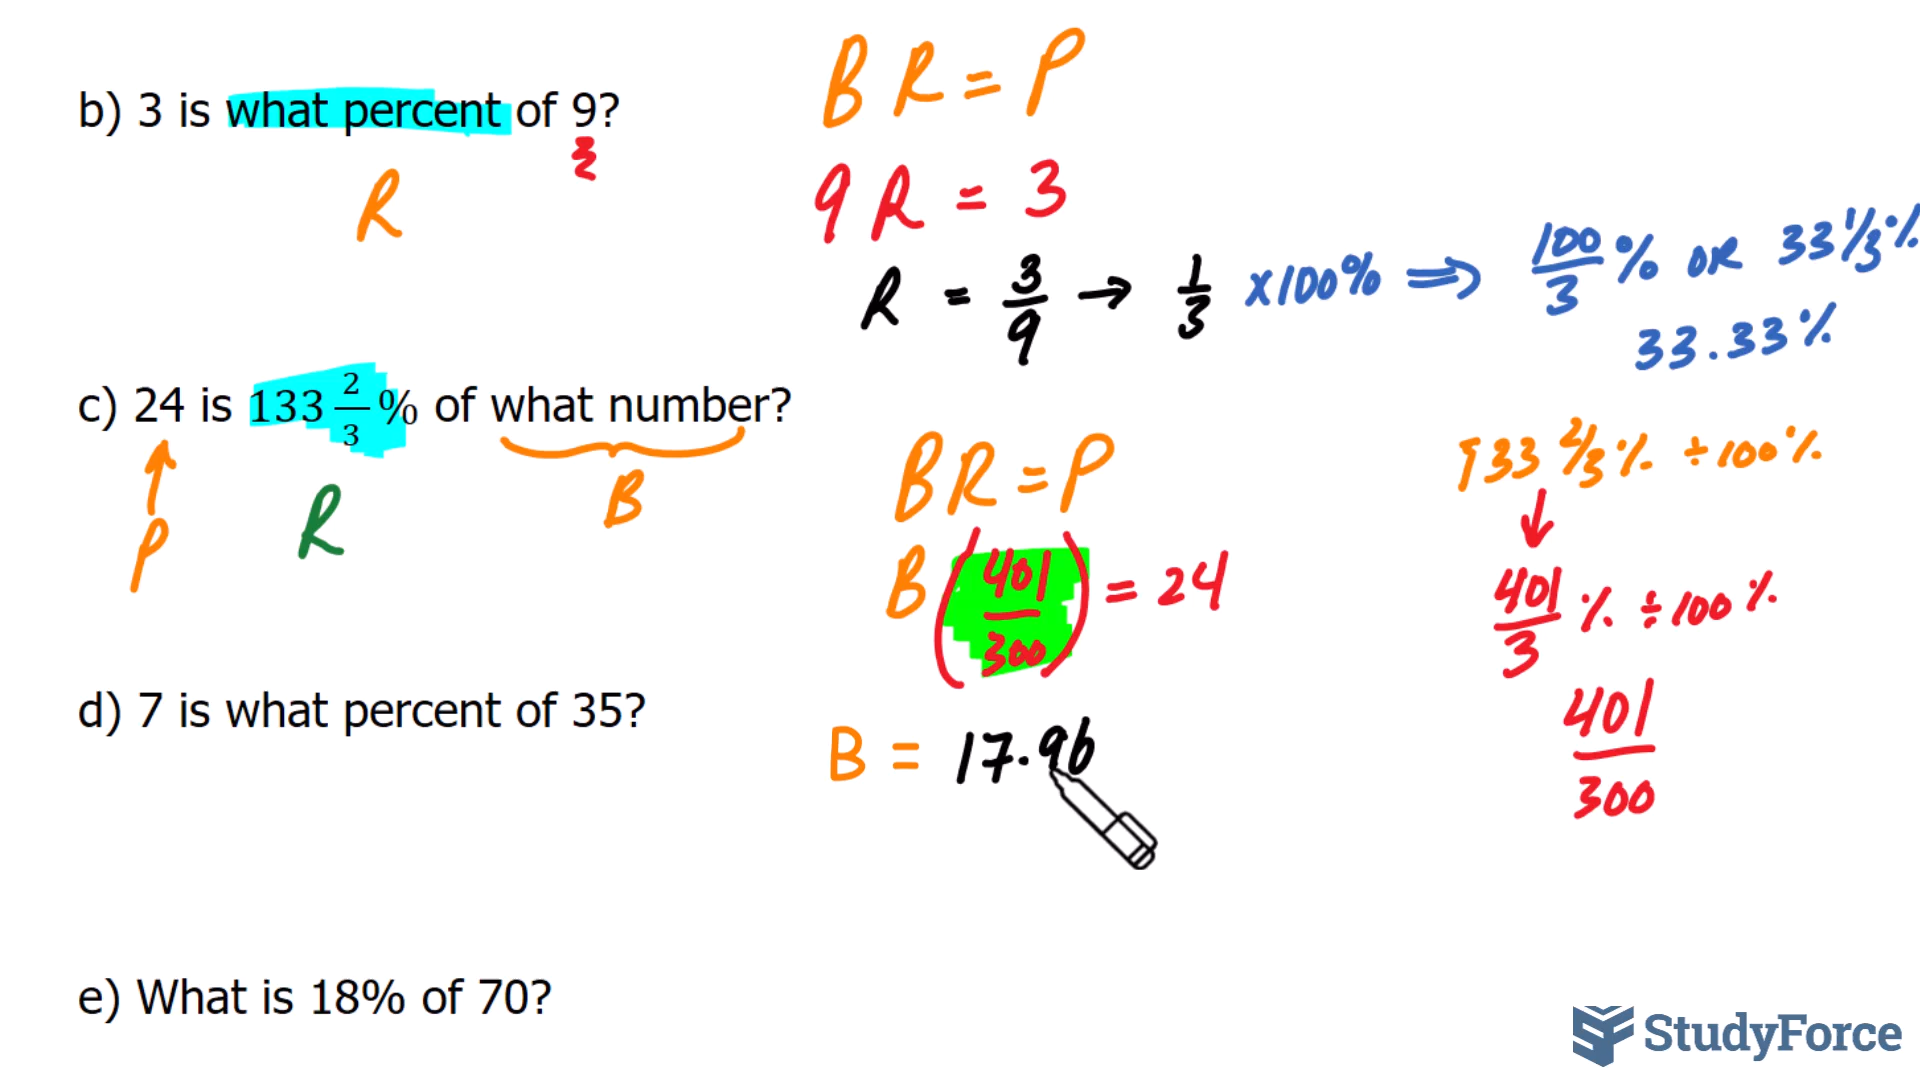 b) 3 is what percent of 9?
R
BR = P
9R = 3
R = 3/9 → 1/3 x100% ⇒ 100/3 % OR 33 1/3 %
33.33%
c) 24 is 133 2/3 % of what number?
P
R
B
BR = P
B (401/300) = 24
B = 17.96
133 2/3 % ÷ 100%
401/3 % ÷ 100%
401/300
d) 7 is what percent of 35?
e) What is 18% of 70?
StudyForce